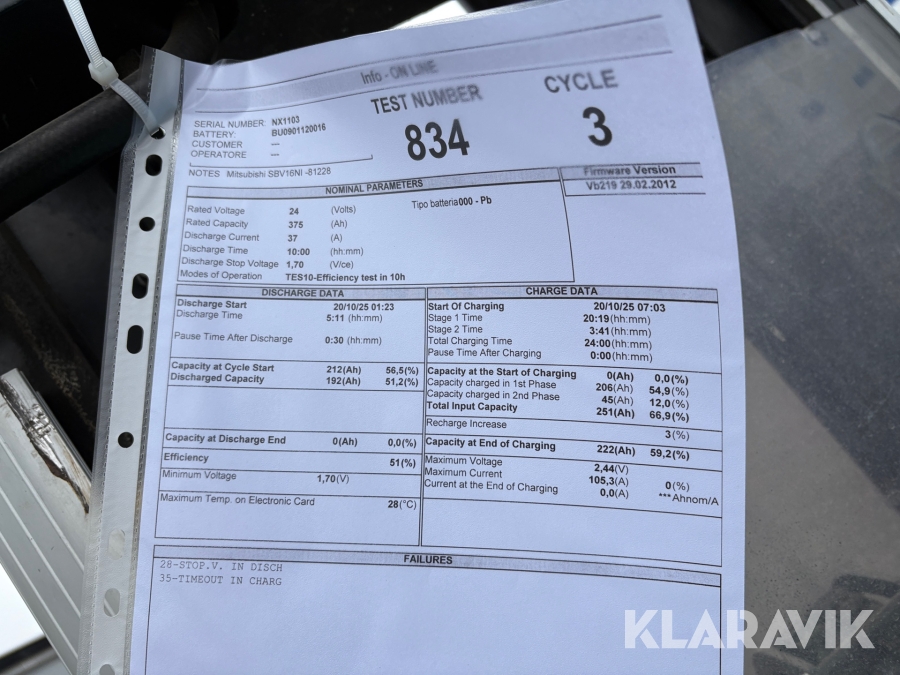 Info - ON LINE
SERIAL NUMBER: NX1103
BATTERY: BU0901120016
CUSTOMER ---
OPERATORE ---
TEST NUMBER
834
CYCLE
3
NOTES Mitsubishi SBV16NI -81228
Firmware Version
Vb219 29.02.2012
NOMINAL PARAMETERS
Rated Voltage 24 (Volts) Tipo batteria 000 - Pb
Rated Capacity 375 (Ah)
Discharge Current 37 (A)
Discharge Time 10:00 (hh:mm)
Discharge Stop Voltage 1,70 (V/ce)
Modes of Operation TES10-Efficiency test in 10h
DISCHARGE DATA
Discharge Start 20/10/25 01:23
Discharge Time 5:11 (hh:mm)
Pause Time After Discharge 0:30 (hh:mm)
Capacity at Cycle Start 212(Ah) 56,5(%)
Discharged Capacity 192(Ah) 51,2(%)
Capacity at Discharge End 0(Ah) 0,0(%)
Efficiency 51(%)
Minimum Voltage 1,70(V)
Maximum Temp. on Electronic Card 28(°C)
CHARGE DATA
Start Of Charging 20/10/25 07:03
Stage 1 Time 20:19(hh:mm)
Stage 2 Time 3:41(hh:mm)
Total Charging Time 24:00(hh:mm)
Pause Time After Charging 0:00(hh:mm)
Capacity at the Start of Charging 0(Ah) 0,0(%)
Capacity charged in 1st Phase 206(Ah) 54,9(%)
Capacity charged in 2nd Phase 45(Ah) 12,0(%)
Total Input Capacity 251(Ah) 66,9(%)
Recharge Increase 3(%)
Capacity at End of Charging 222(Ah) 59,2(%)
Maximum Voltage 2,44(V)
Maximum Current 105,3(A) 0(%)
Current at the End of Charging 0,0(A) ***Ahnom/A
FAILURES
28-STOP.V. IN DISCH
35-TIMEOUT IN CHARG
KLARAVIK